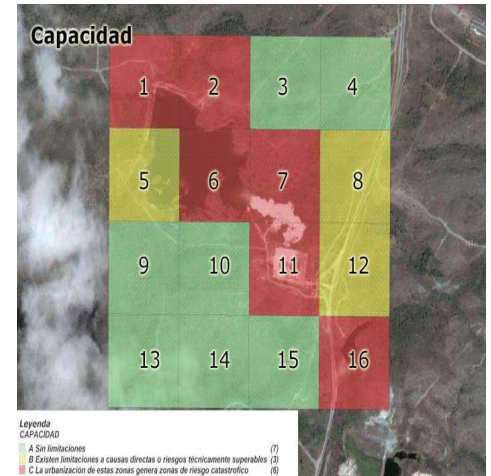 Capacidad
1 2 3 4
5 6 7 8
9 10 11 12
13 14 15 16
Leyenda
CAPACIDAD
A Sin limitaciones (7)
B Existen limitaciones a causas directas o riesgos técnicamente superables (3)
C La urbanización de estas zonas genera zonas de riesgo catastrofico (6)